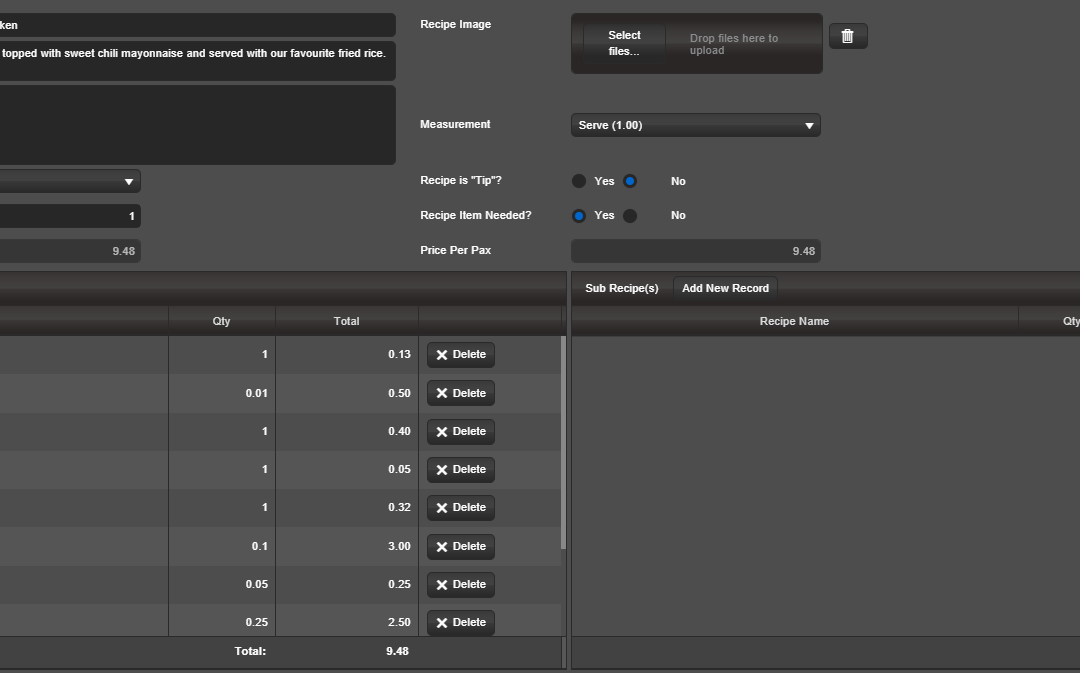 ken
topped with sweet chili mayonnaise and served with our favourite fried rice.
1
9.48
Recipe Image
Select
files...
Drop files here to
upload
Measurement
Serve (1.00)
Recipe is "Tip"?
Yes
No
Recipe Item Needed?
Yes
No
Price Per Pax
9.48
Qty Total
1 0.13 Delete
0.01 0.50 Delete
1 0.40 Delete
1 0.05 Delete
1 0.32 Delete
0.1 3.00 Delete
0.05 0.25 Delete
0.25 2.50 Delete
Total: 9.48
Sub Recipe(s) Add New Record
Recipe Name Qty